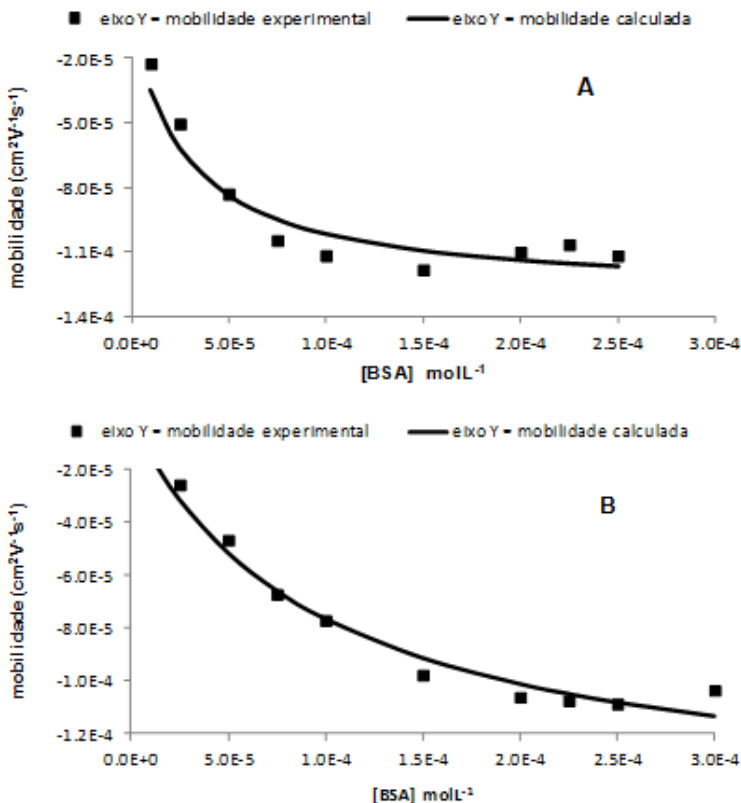 eixo Y – mobilidade experimental eixo Y – mobilidade calculada
-2.0E-5
A
-5.0E-5
-8.0E-5
-1.1E-4
-1.4E-4
mobilidade (cm²V⁻¹s⁻¹)
0.0E+0 5.0E-5 1.0E-4 1.5E-4 2.0E-4 2.5E-4 3.0E-4
[BSA] molL⁻¹
eixo Y – mobilidade experimental eixo Y – mobilidade calculada
-2.0E-5
B
-4.0E-5
-6.0E-5
-8.0E-5
-1.0E-4
-1.2E-4
mobilidade (cm²V⁻¹s⁻¹)
0.0E+0 5.0E-5 1.0E-4 1.5E-4 2.0E-4 2.5E-4 3.0E-4
[BSA] molL⁻¹